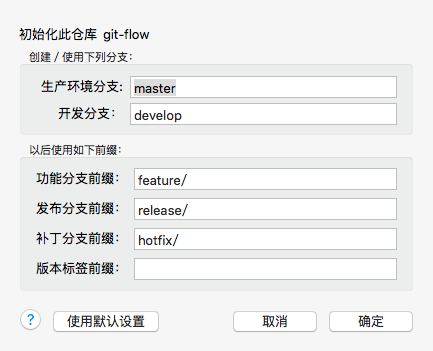 初始化此仓库 git-flow
创建 / 使用下列分支：
生产环境分支: master
开发分支: develop
以后使用如下前缀：
功能分支前缀: feature/
发布分支前缀: release/
补丁分支前缀: hotfix/
版本标签前缀:
? 使用默认设置 取消 确定